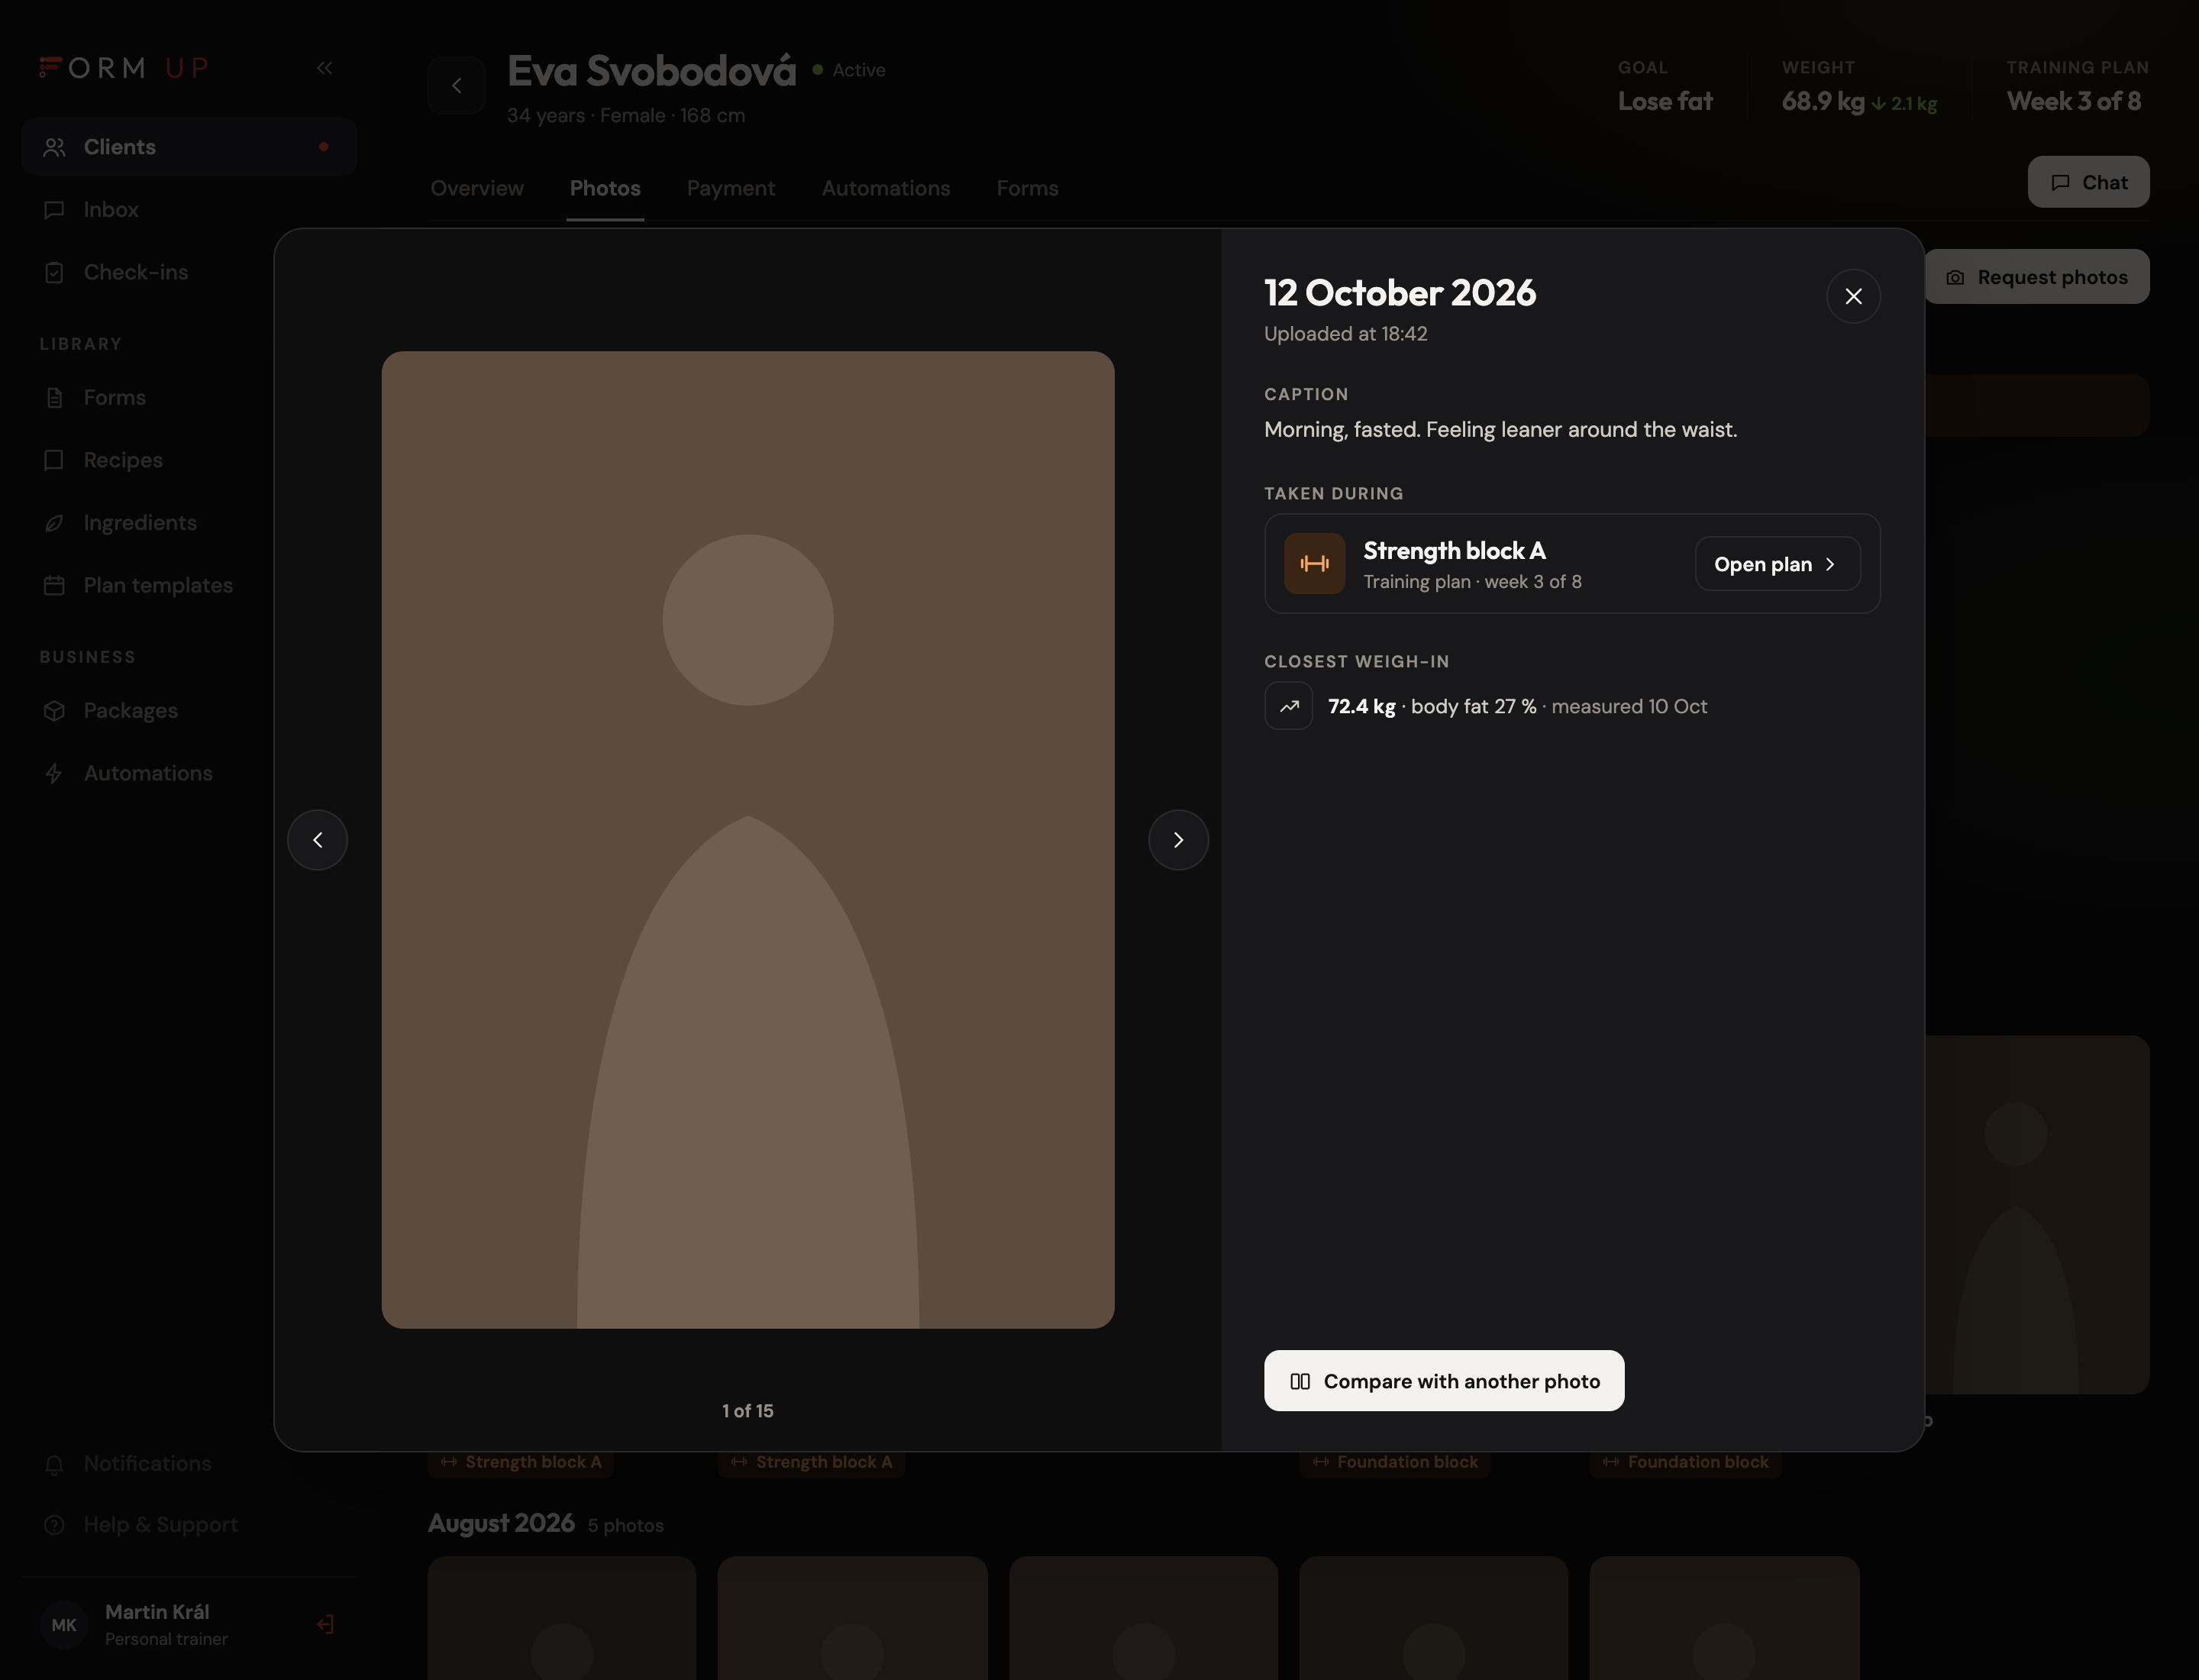 FORM UP
Clients
Inbox
Check-ins
LIBRARY
Forms
Recipes
Ingredients
Plan templates
BUSINESS
Packages
Automations
Notifications
Help & Support
MK
Martin Král
Personal trainer
Eva Svobodová
Active
34 years · Female · 168 cm
GOAL
Lose fat
WEIGHT
68.9 kg ↓ 2.1 kg
TRAINING PLAN
Week 3 of 8
Overview
Photos
Payment
Automations
Forms
Chat
Request photos
1 of 15
12 October 2026
Uploaded at 18:42
CAPTION
Morning, fasted. Feeling leaner around the waist.
TAKEN DURING
Strength block A
Training plan · week 3 of 8
Open plan
CLOSEST WEIGH-IN
72.4 kg · body fat 27 % · measured 10 Oct
Compare with another photo
Strength block A
Strength block A
Foundation block
Foundation block
August 2026 5 photos